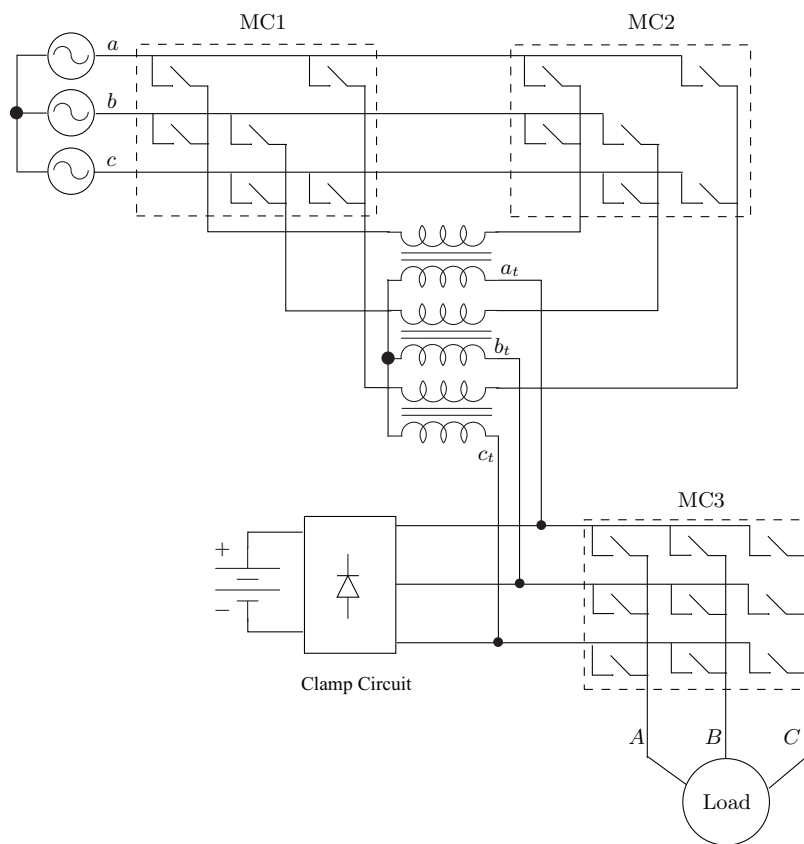 MC1
MC2
a
b
c
a_t
b_t
c_t
MC3
+
−
Clamp Circuit
A
B
C
Load